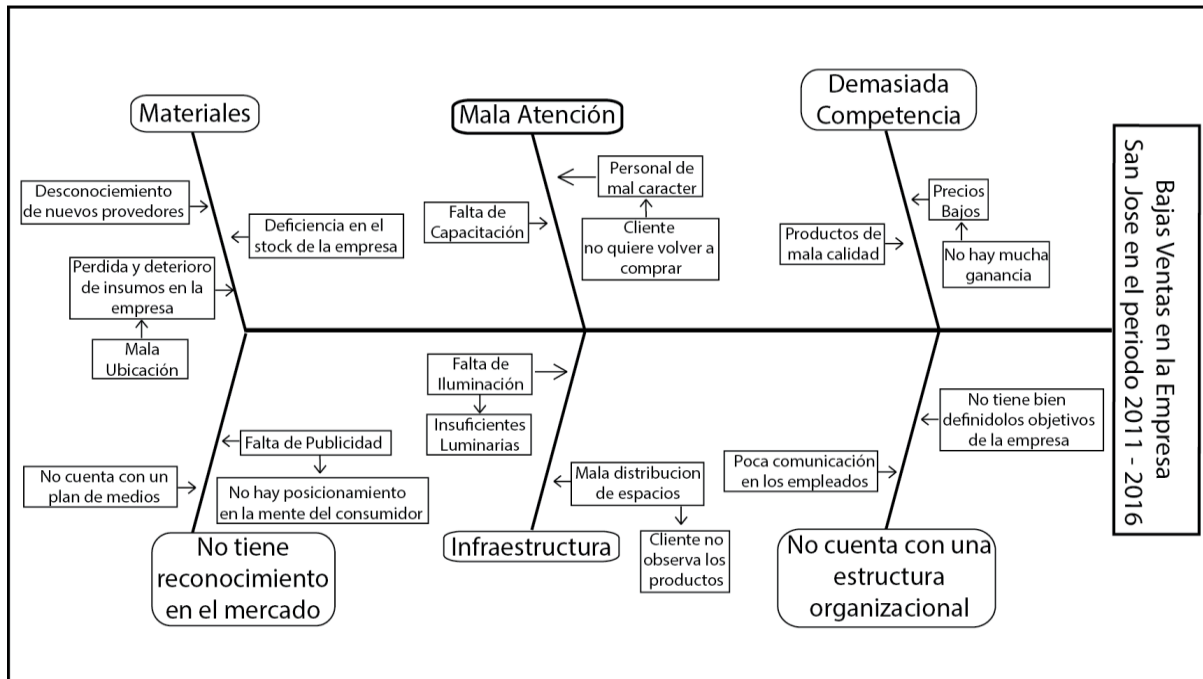 Materiales
Mala Atención
Demasiada
Competencia
Desconociemiento
de nuevos provedores
Deficiencia en el
stock de la empresa
Perdida y deterioro
de insumos en la
empresa
Mala
Ubicación
Falta de
Capacitación
Personal de
mal caracter
Cliente
no quiere volver a
comprar
Productos de
mala calidad
Precios
Bajos
No hay mucha
ganancia
Bajas Ventas en la Empresa
San Jose en el periodo 2011 - 2016
Falta de Publicidad
No cuenta con un
plan de medios
No hay posicionamiento
en la mente del consumidor
No tiene
reconocimiento
en el mercado
Falta de
Iluminación
Insuficientes
Luminarias
Mala distribucion
de espacios
Cliente no
observa los
productos
Infraestructura
No tiene bien
definidolos objetivos
de la empresa
Poca comunicación
en los empleados
No cuenta con una
estructura
organizacional